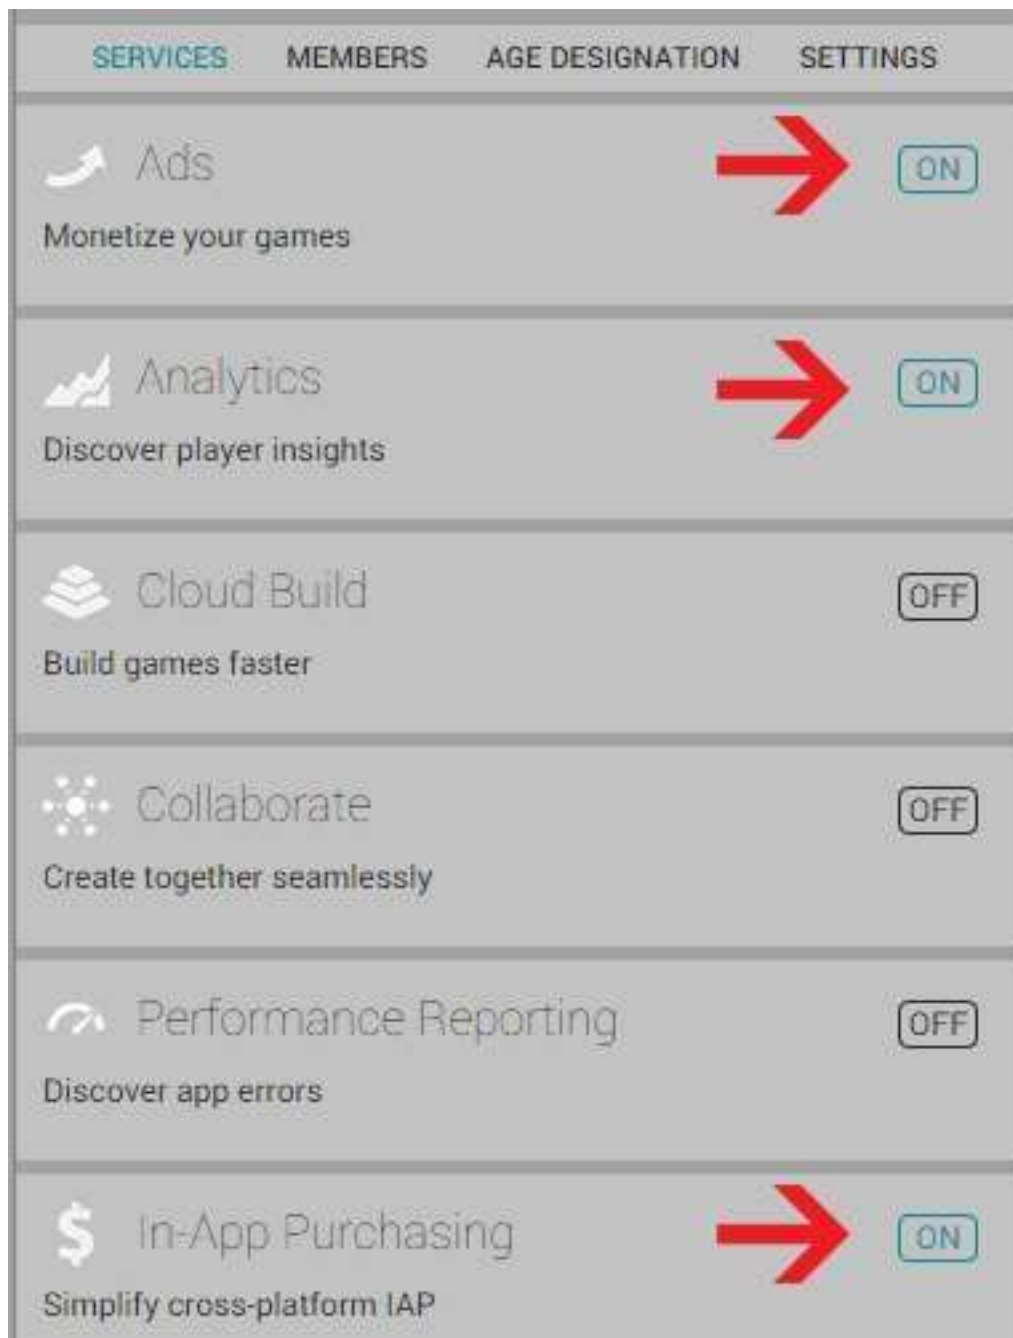 SERVICES MEMBERS AGE DESIGNATION SETTINGS
Ads ON
Monetize your games
Analytics ON
Discover player insights
Cloud Build OFF
Build games faster
Collaborate OFF
Create together seamlessly
Performance Reporting OFF
Discover app errors
In-App Purchasing ON
Simplify cross-platform IAP